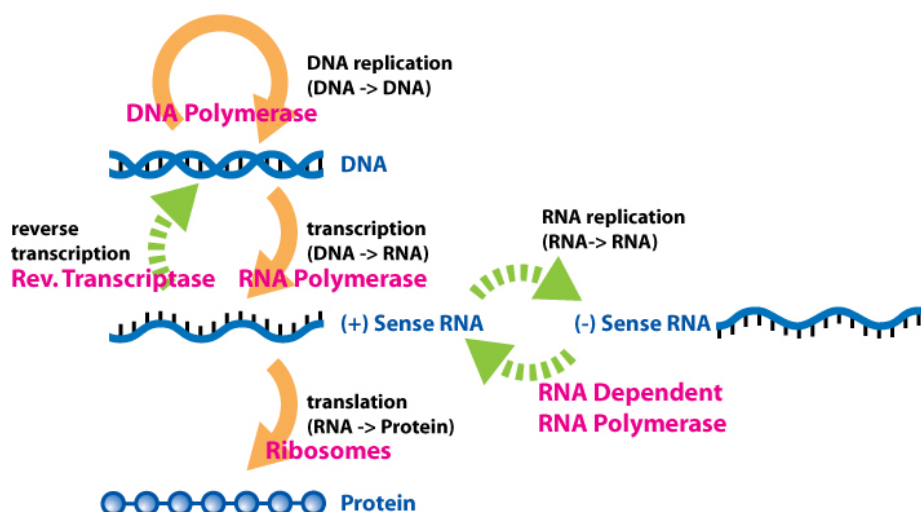 DNA replication
(DNA -> DNA)
DNA Polymerase
DNA
reverse
transcription
Rev. Transcriptase
transcription
(DNA -> RNA)
RNA Polymerase
RNA replication
(RNA-> RNA)
(+) Sense RNA
(-) Sense RNA
RNA Dependent
RNA Polymerase
translation
(RNA -> Protein)
Ribosomes
Protein